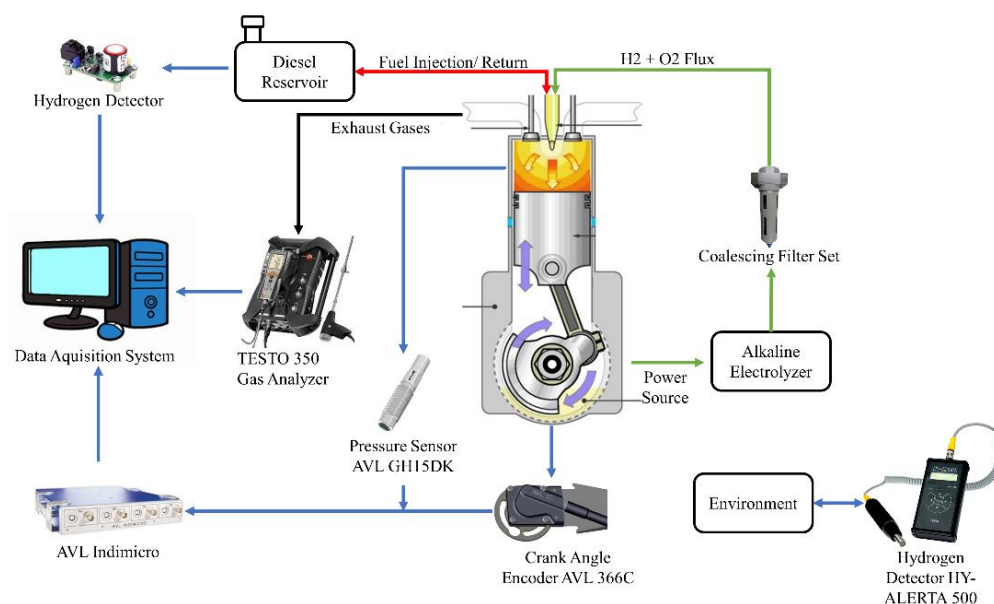 Diesel
Reservoir
Fuel Injection/ Return
H2 + O2 Flux
Hydrogen Detector
Exhaust Gases
Coalescing Filter Set
Data Aquisition System
TESTO 350
Gas Analyzer
Power
Source
Alkaline
Electrolyzer
Pressure Sensor
AVL GH15DK
Environment
AVL INDIMICRO
AVL Indimicro
Crank Angle
Encoder AVL 366C
Hydrogen
Detector HY-
ALERTA 500